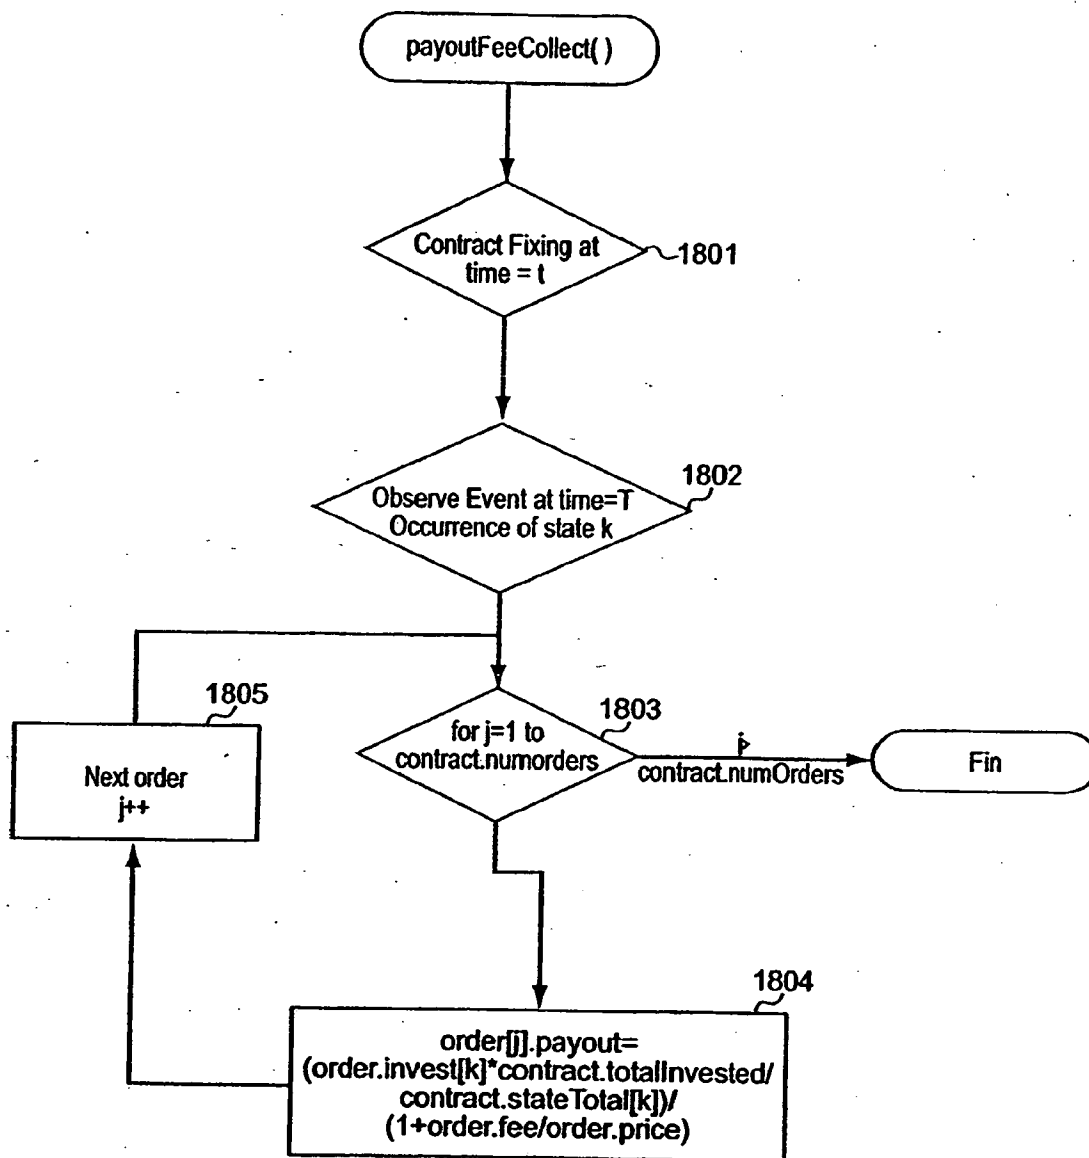 payoutFeeCollect( )
Contract Fixing at
time = t
1801
Observe Event at time=T
Occurrence of state k
1802
1805
Next order
j++
for j=1 to
contract.numorders
1803
j>
contract.numOrders
Fin
1804
order[j].payout=
(order.invest[k]*contract.totalInvested/
contract.stateTotal[k])/
(1+order.fee/order.price)